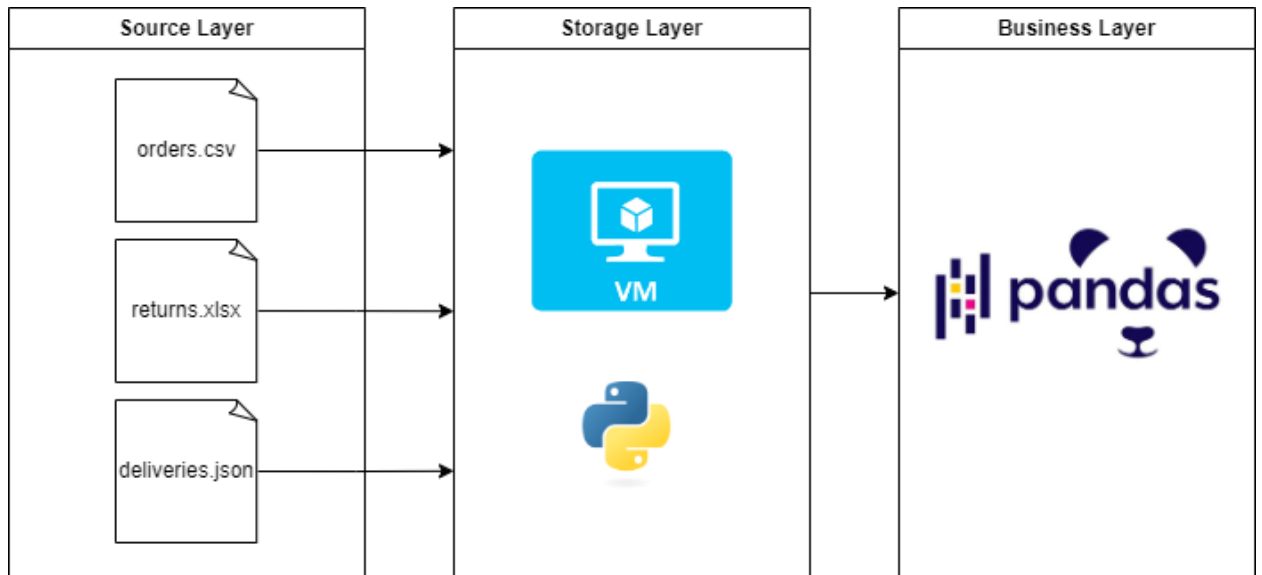 Source Layer
Storage Layer
Business Layer
orders.csv
returns.xlsx
deliveries.json
VM
pandas